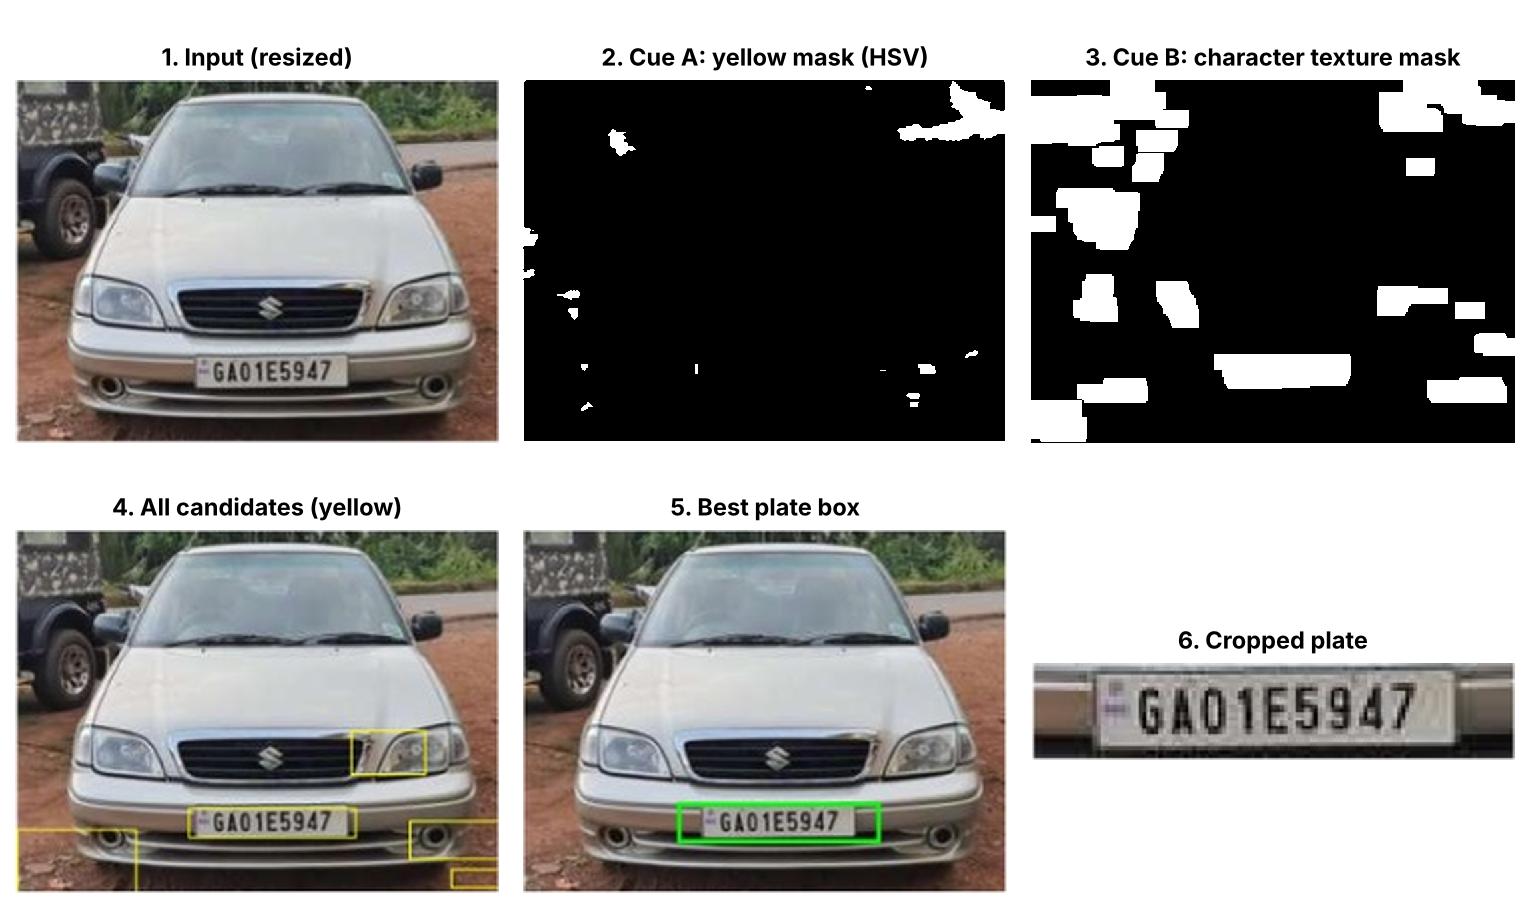 1. Input (resized)
2. Cue A: yellow mask (HSV)
3. Cue B: character texture mask
GA01E5947
4. All candidates (yellow)
5. Best plate box
6. Cropped plate
GA01E5947
GA01E5947
GA01E5947